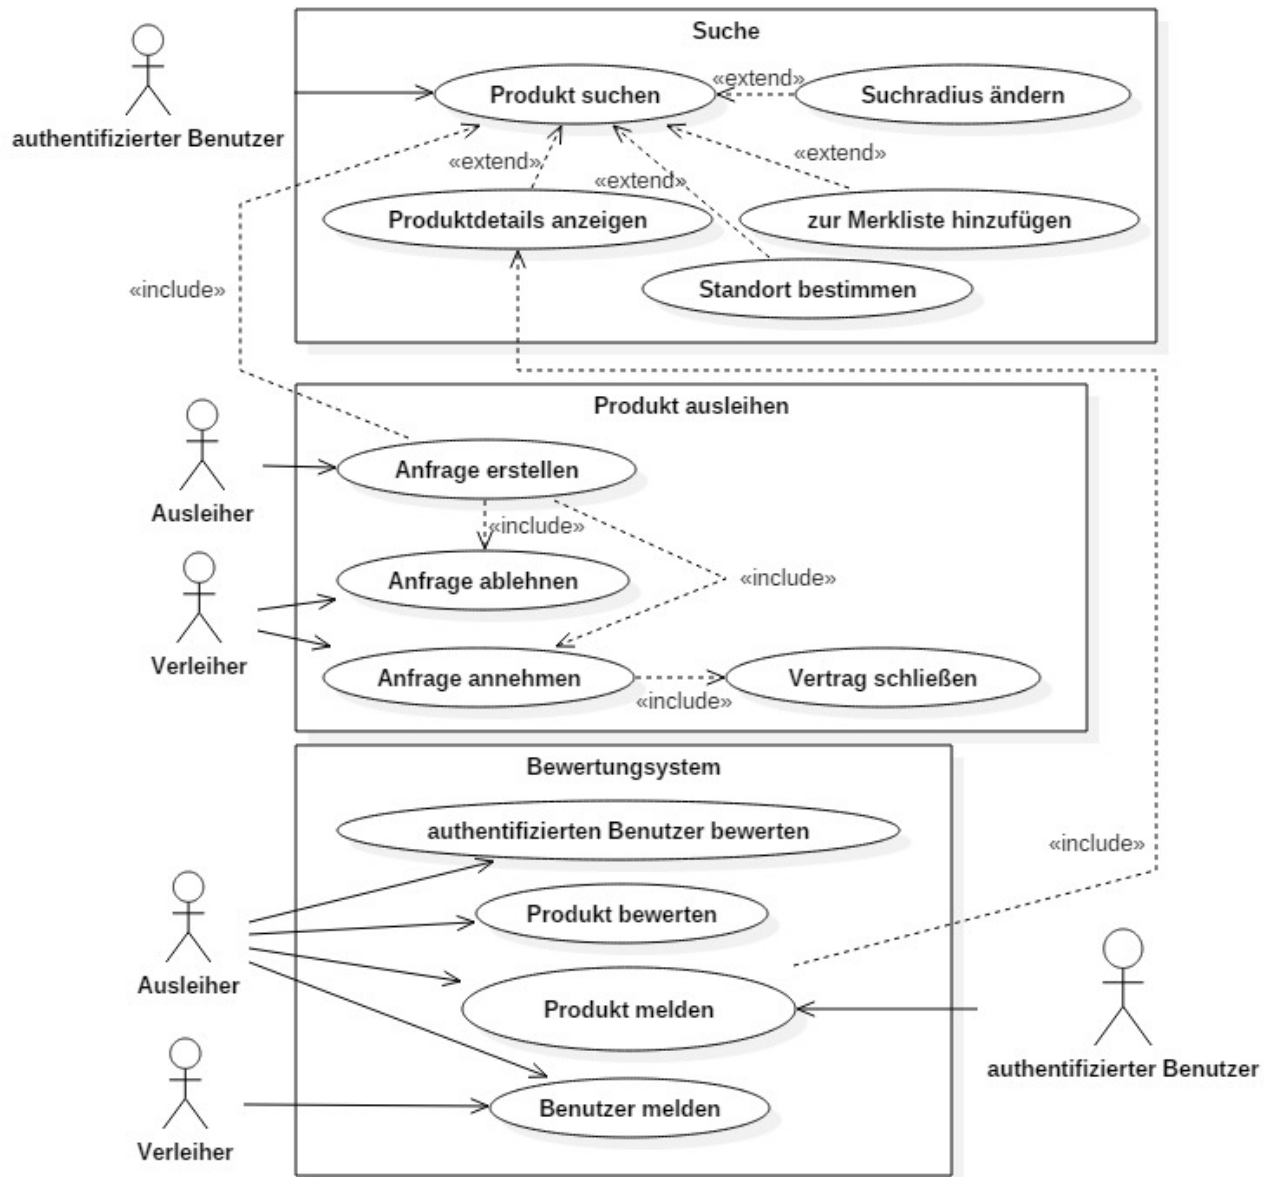 Suche
authentifizierter Benutzer
Produkt suchen
«extend»
Suchradius ändern
«extend»
«extend»
«extend»
Produktdetails anzeigen
zur Merkliste hinzufügen
Standort bestimmen
«include»
Produkt ausleihen
Ausleiher
Anfrage erstellen
«include»
Verleiher
Anfrage ablehnen
«include»
Anfrage annehmen
«include»
Vertrag schließen
Bewertungsystem
authentifizierten Benutzer bewerten
«include»
Ausleiher
Produkt bewerten
Produkt melden
authentifizierter Benutzer
Verleiher
Benutzer melden